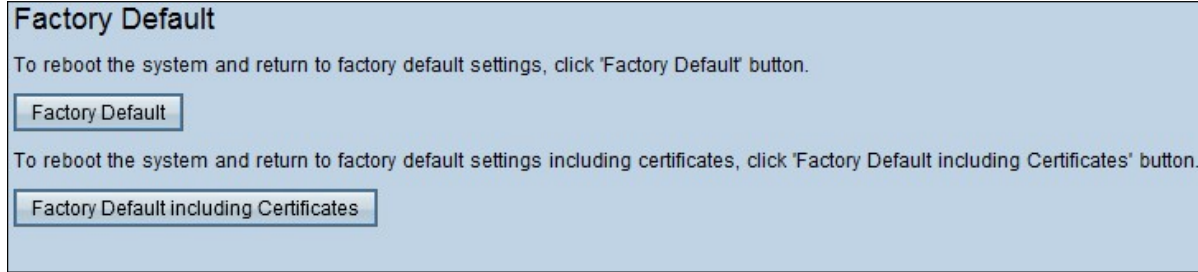 Factory Default
To reboot the system and return to factory default settings, click 'Factory Default' button.
Factory Default
To reboot the system and return to factory default settings including certificates, click 'Factory Default including Certificates' button.
Factory Default including Certificates